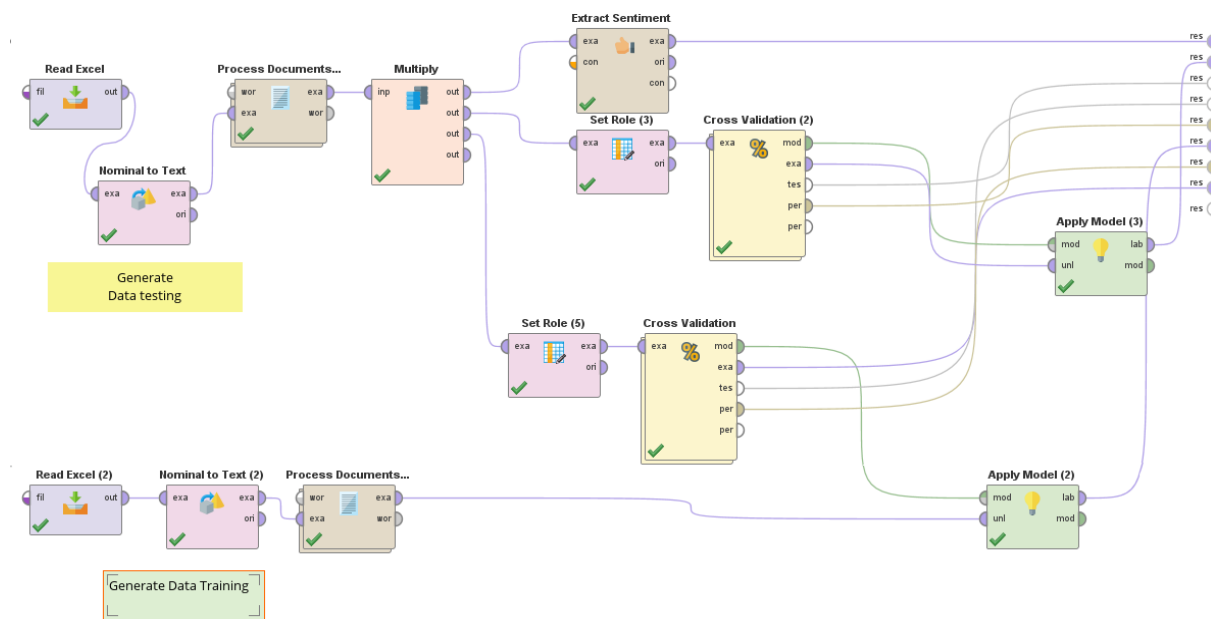 Extract Sentiment
exa
exa
con
ori
con
res
res
res
res
res
res
res
res
res
Read Excel
fil
out
Process Documents...
wor
exa
exa
wor
Multiply
inp
out
out
out
out
Set Role (3)
exa
exa
ori
Cross Validation (2)
exa
mod
exa
tes
per
per
Nominal to Text
exa
exa
ori
Apply Model (3)
mod
lab
unl
mod
Generate
Data testing
Set Role (5)
exa
exa
ori
Cross Validation
exa
mod
exa
tes
per
per
Read Excel (2)
fil
out
Nominal to Text (2)
exa
exa
ori
Process Documents...
wor
exa
exa
wor
Apply Model (2)
mod
lab
unl
mod
Generate Data Training